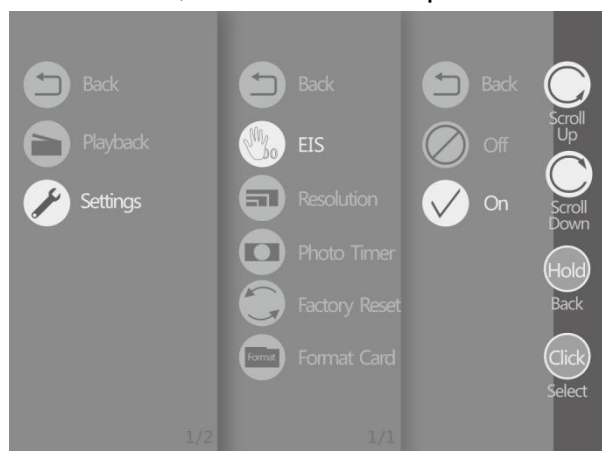 Back
Playback
Settings
1/2
Back
EIS
Resolution
Photo Timer
Factory Reset
Format
Format Card
1/1
Back
Off
On
Scroll
Up
Scroll
Down
Hold
Back
Click
Select